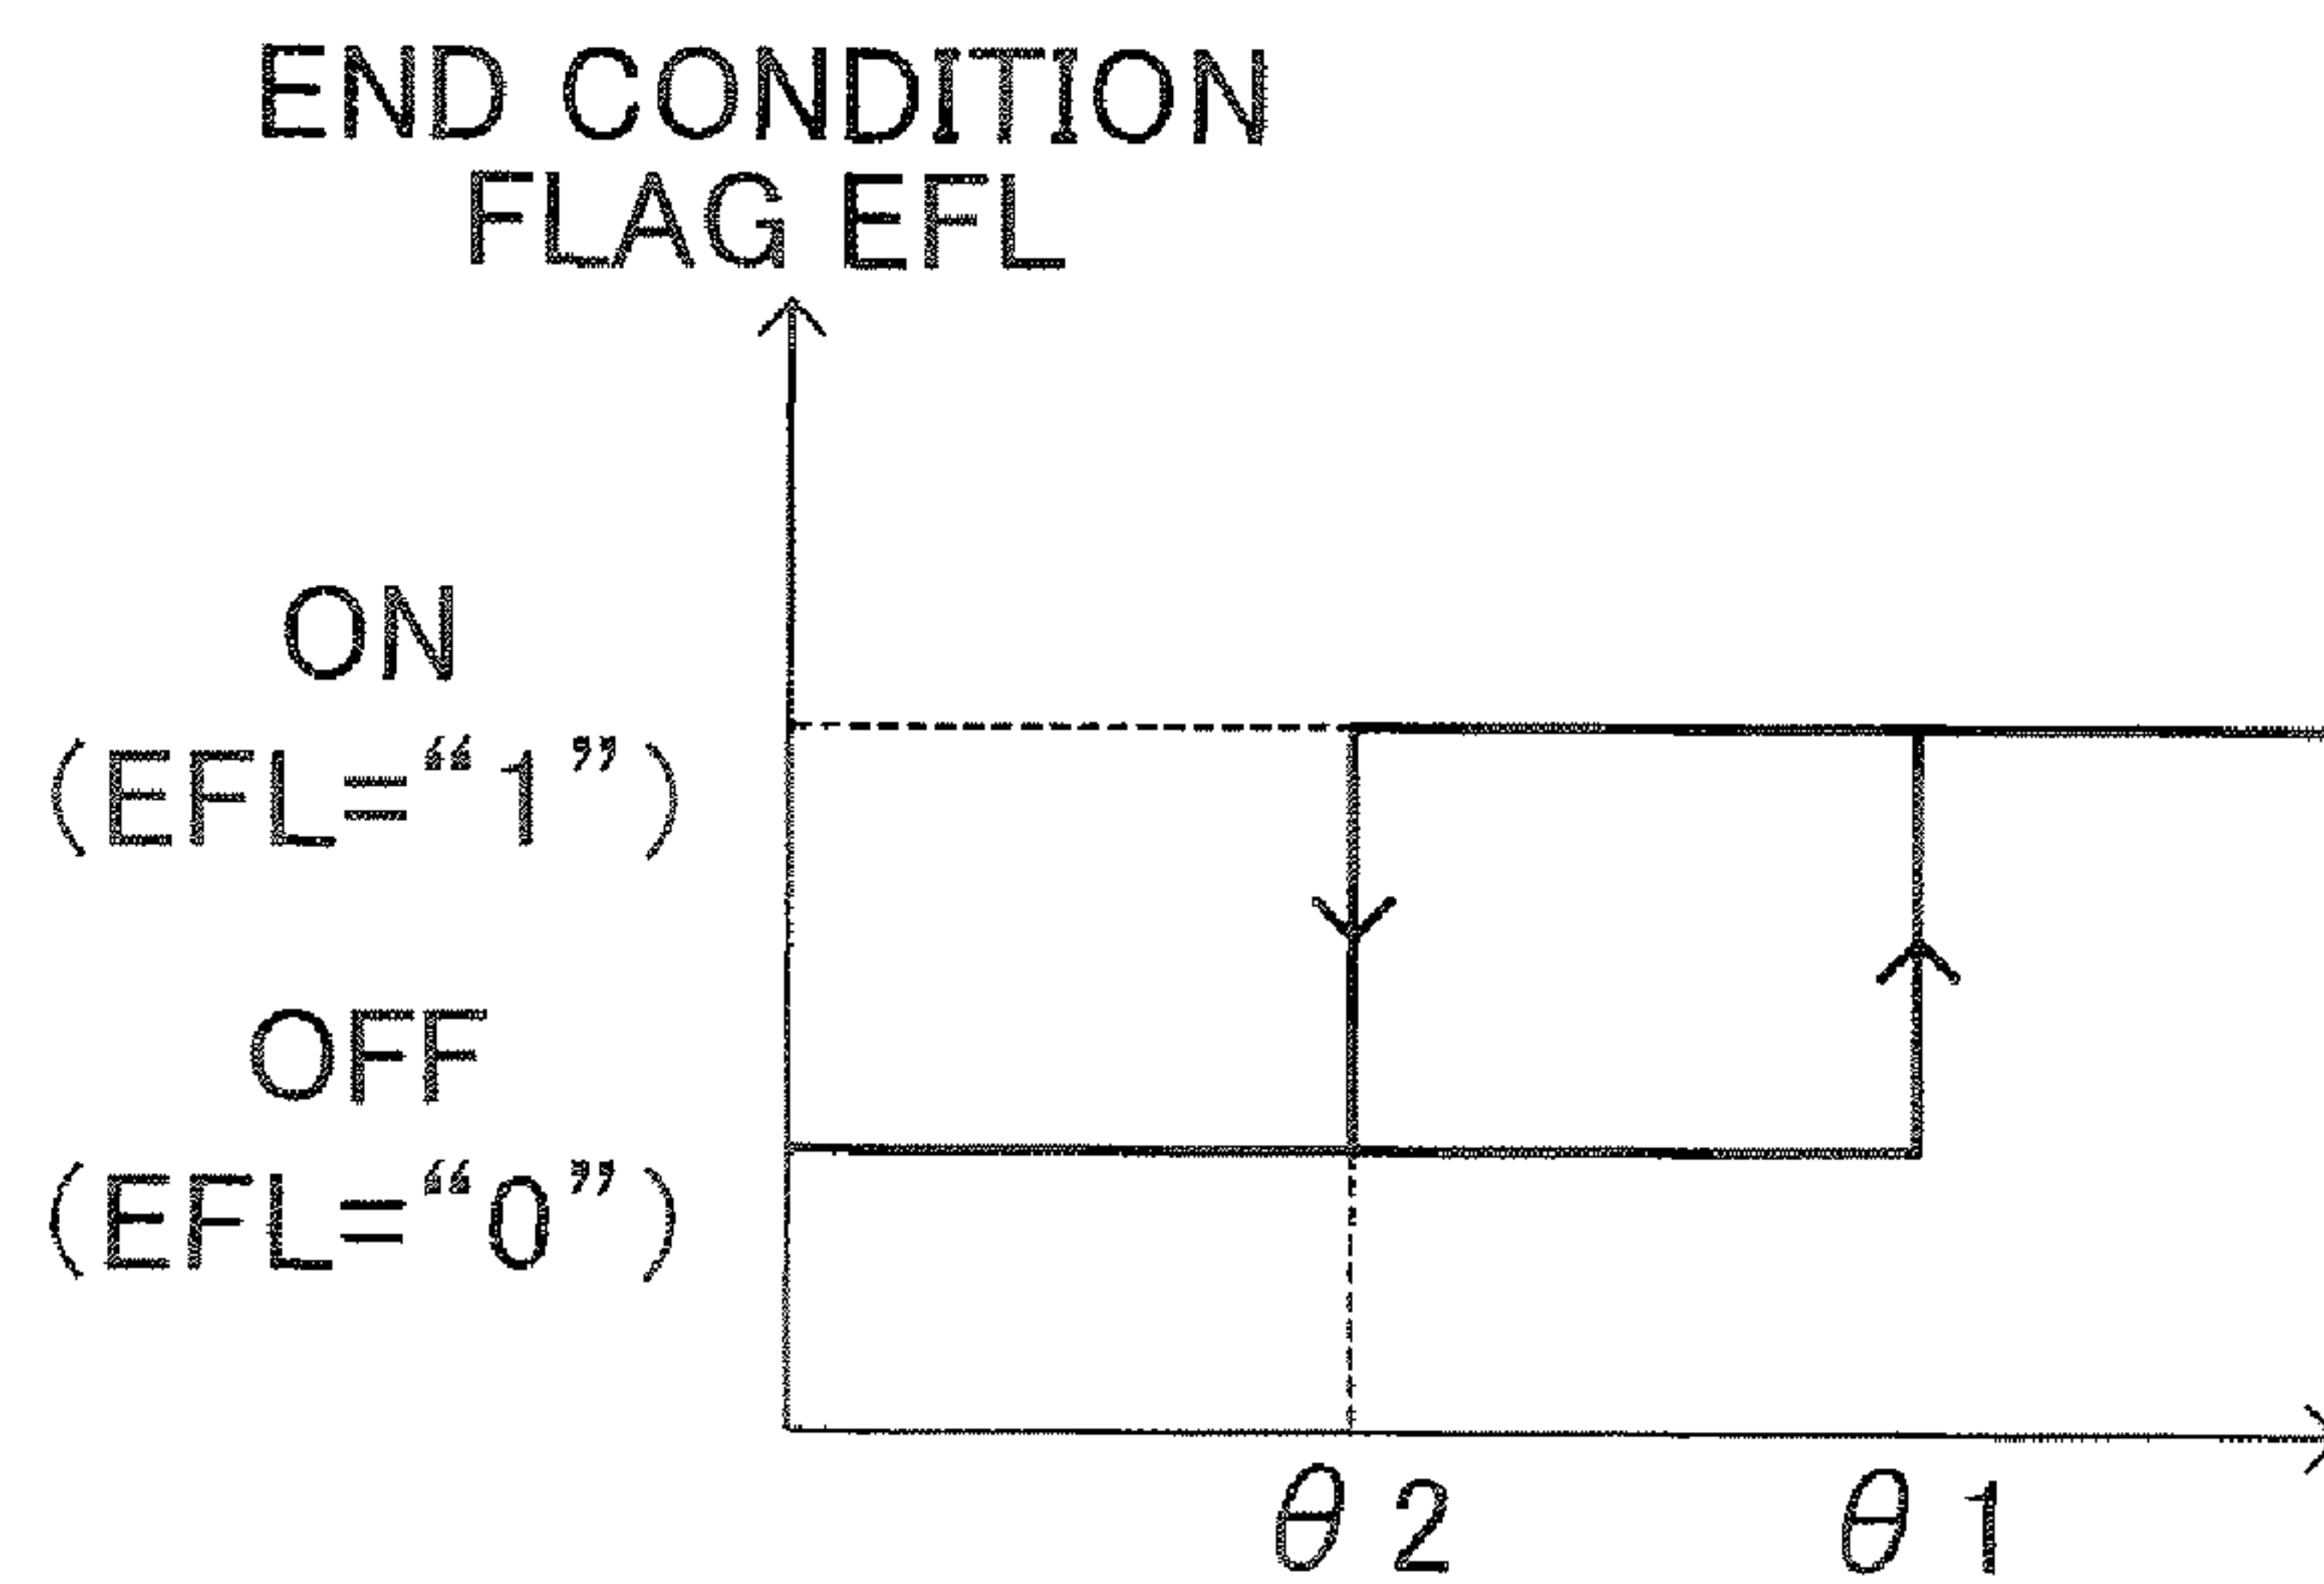 END CONDITION
FLAG EFL
ON
(EFL=“1”)
OFF
(EFL=“0”)
θ2
θ1